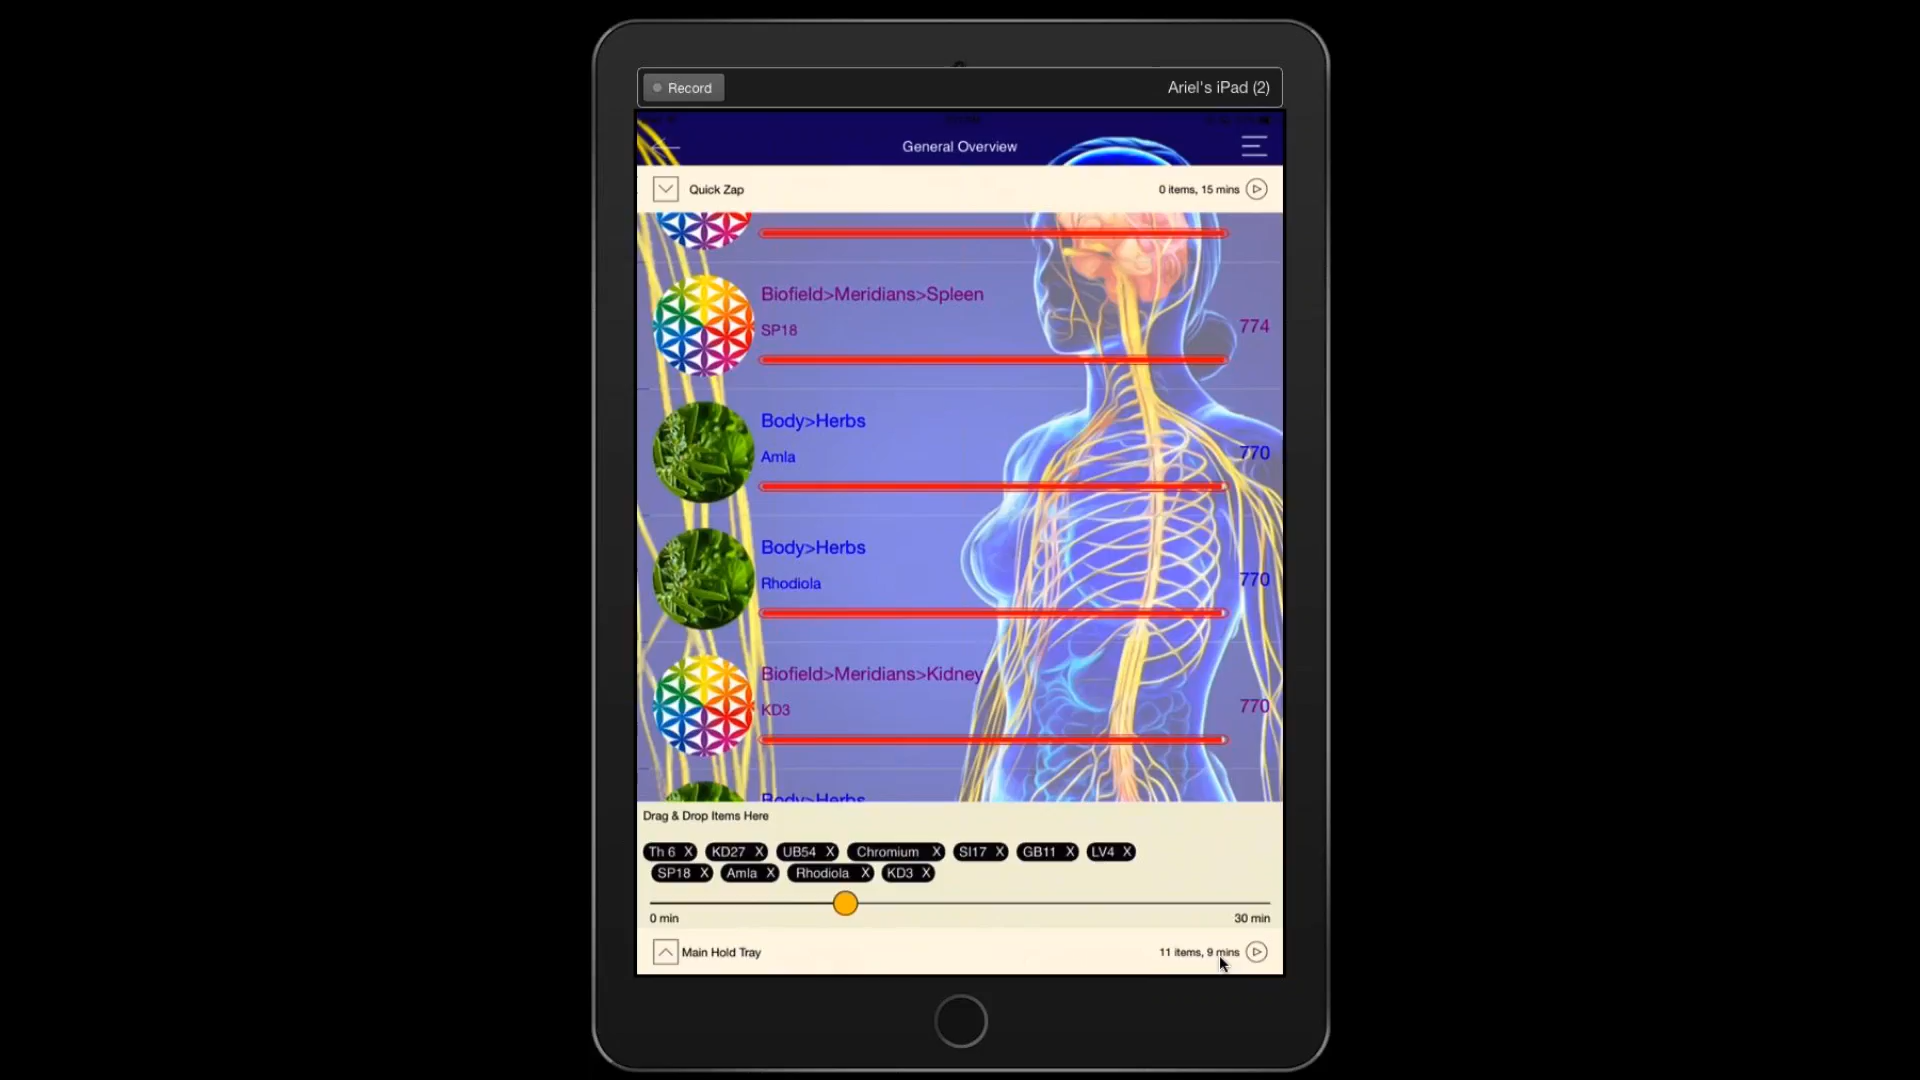 Record
Ariel's iPad (2)
General Overview
Quick Zap
0 items, 15 mins
Biofield>Meridians>Spleen
SP18
774
Body>Herbs
Amla
770
Body>Herbs
Rhodiola
770
Biofield>Meridians>Kidney
KD3
770
Body>Herbs
Drag & Drop Items Here
Th 6 X KD27 X UB54 X Chromium X SI17 X GB11 X LV4 X
SP18 X Amla X Rhodiola X KD3 X
0 min
30 min
Main Hold Tray
11 items, 9 mins